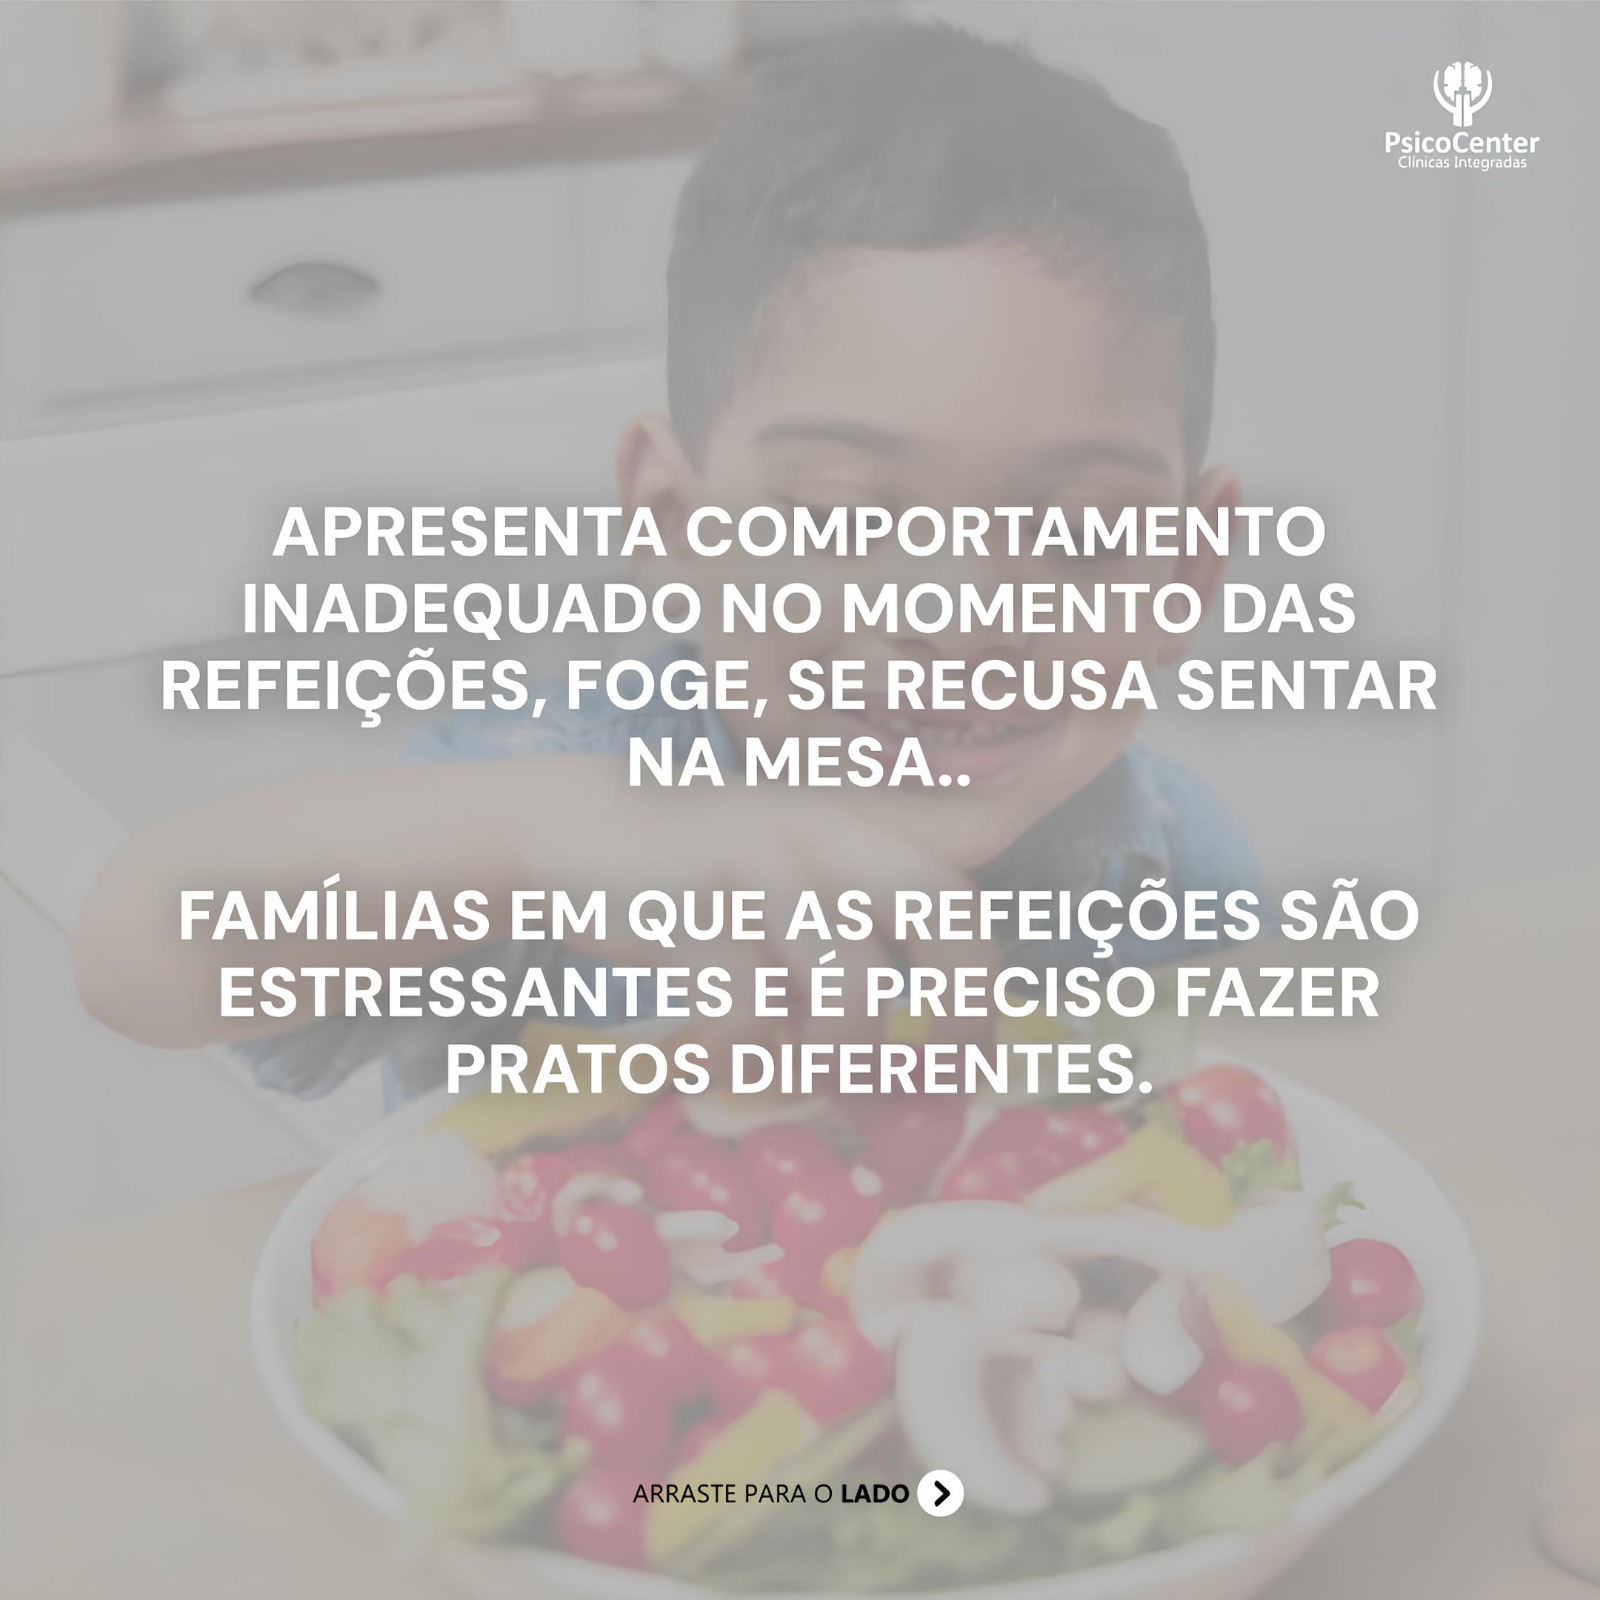 PsicoCenter
Clínicas Integradas
APRESENTA COMPORTAMENTO
INADEQUADO NO MOMENTO DAS
REFEIÇÕES, FOGE, SE RECUSA SENTAR
NA MESA..
FAMÍLIAS EM QUE AS REFEIÇÕES SÃO
ESTRESSANTES E É PRECISO FAZER
PRATOS DIFERENTES.
ARRASTE PARA O LADO